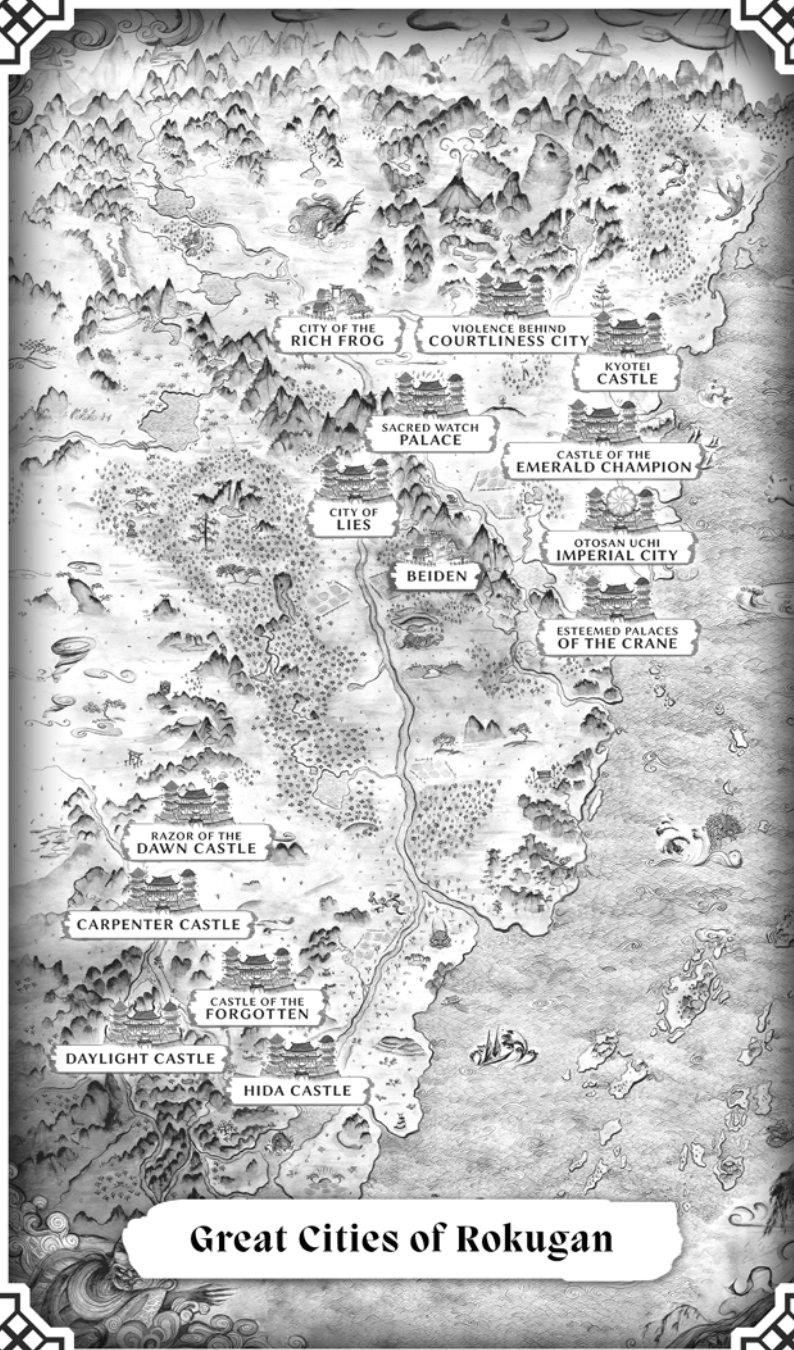 CITY OF THE
RICH FROG
VIOLENCE BEHIND
COURTLINESS CITY
KYOTEI
CASTLE
SACRED WATCH
PALACE
CASTLE OF THE
EMERALD CHAMPION
CITY OF
LIES
OTOSAN UCHI
IMPERIAL CITY
BEIDEN
ESTEEMED PALACES
OF THE CRANE
RAZOR OF THE
DAWN CASTLE
CARPENTER CASTLE
CASTLE OF THE
FORGOTTEN
DAYLIGHT CASTLE
HIDA CASTLE
Great Cities of Rokugan